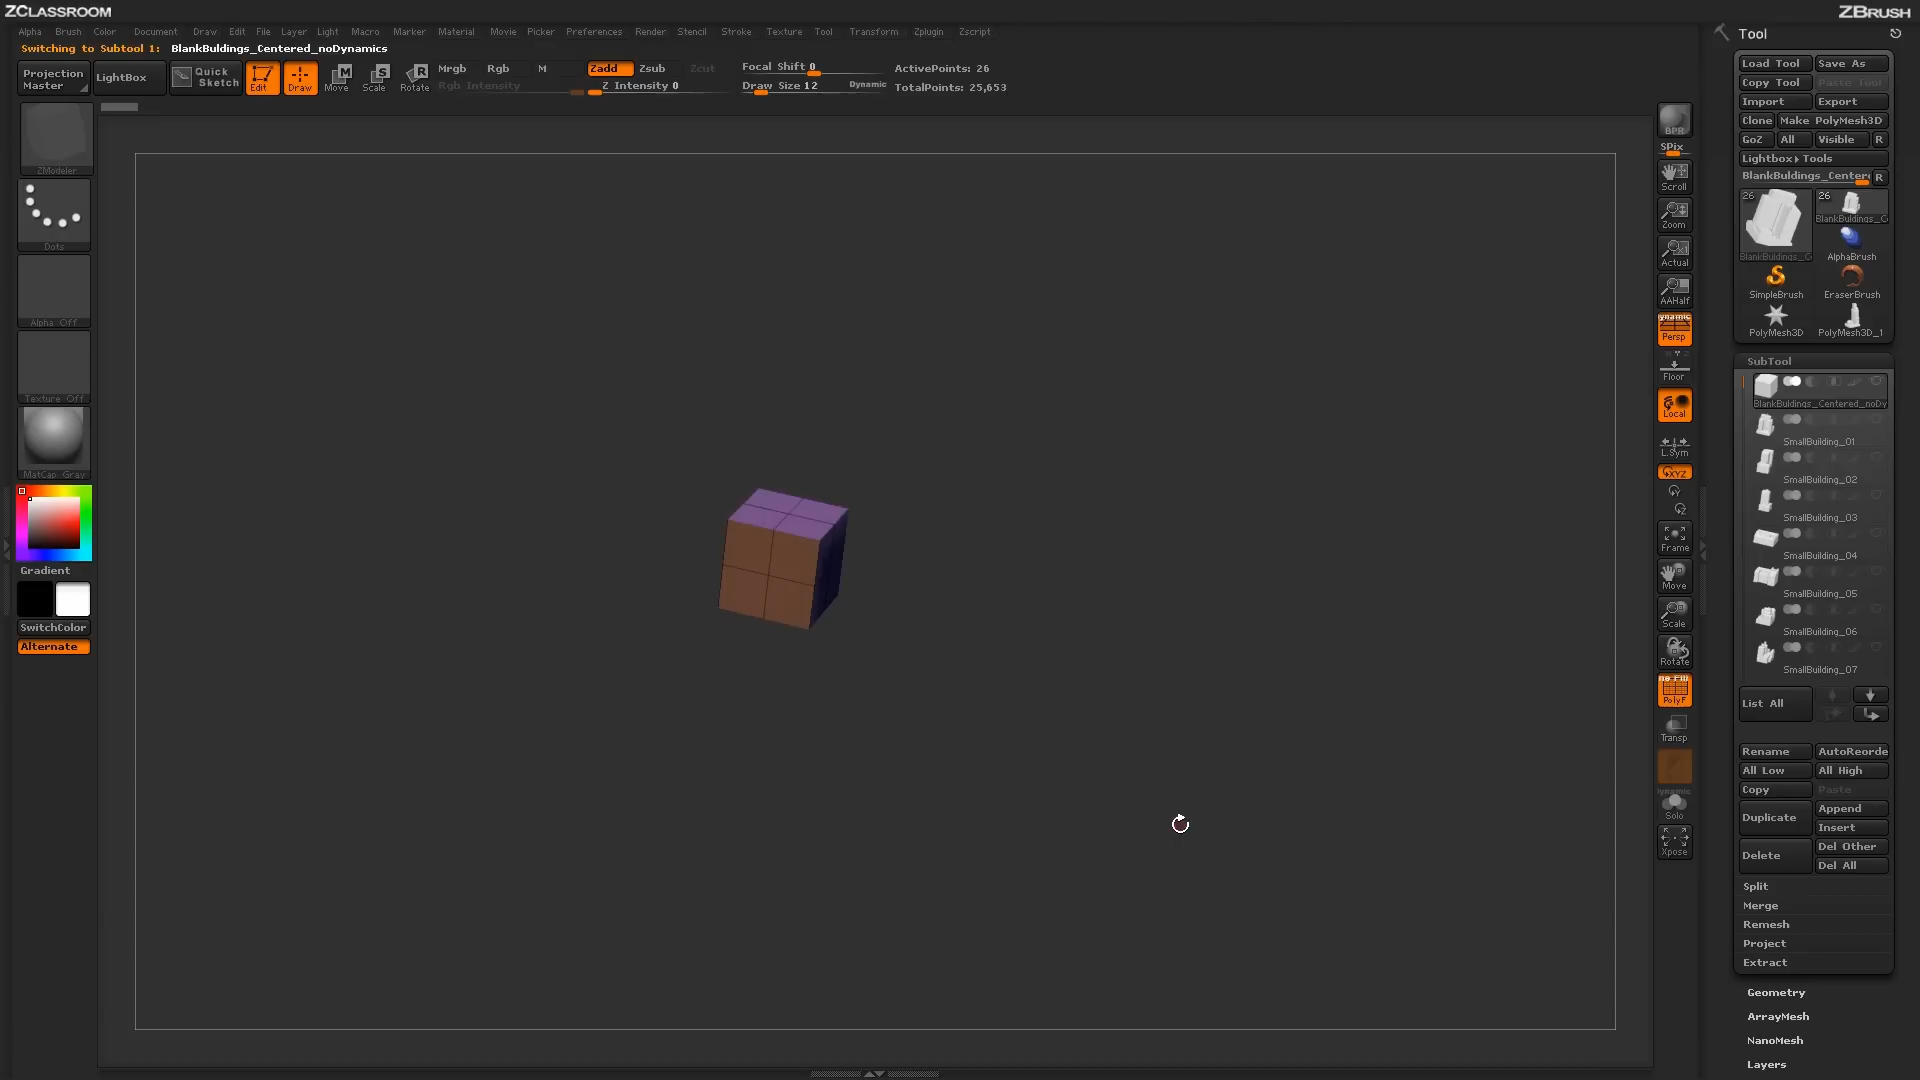 ZCLASSROOM
ZBRUSH
Alpha Brush Color Document Draw Edit File Layer Light Macro Marker Material Movie Picker Preferences Render Stencil Stroke Texture Tool Transform Zplugin Zscript
Switching to Subtool 1: BlankBuldings_Centered_noDynamics
Projection Master
LightBox
Quick Sketch
Edit
Draw
Move
Scale
Rotate
Mrgb Rgb M
Rgb Intensity
Zadd Zsub Zcut
Z Intensity 0
Focal Shift 0
Draw Size 12
Dynamic
ActivePoints: 26
TotalPoints: 25,653
ZModeler
Dots
Alpha Off
Texture Off
MatCap Gray
Gradient
SwitchColor
Alternate
BPR
SPix
Scroll
Zoom
Actual
AAHalf
Persp
Floor
Local
L.Sym
XYZ
Frame
Move
Scale
Rotate
PolyF
Transp
Dynamic
Solo
Xpose
Tool
Load Tool Save As
Copy Tool Paste Tool
Import Export
Clone Make PolyMesh3D
GoZ All Visible R
Lightbox▸Tools
BlankBuldings_Center R
26 26
BlankBuldings_C
BlankBuldings_C
AlphaBrush
SimpleBrush EraserBrush
PolyMesh3D PolyMesh3D_1
SubTool
BlankBuldings_Centered_noDy
SmallBuilding_01
SmallBuilding_02
SmallBuilding_03
SmallBuilding_04
SmallBuilding_05
SmallBuilding_06
SmallBuilding_07
List All
Rename AutoReorde
All Low All High
Copy Paste
Duplicate Append
Insert
Delete Del Other
Del All
Split
Merge
Remesh
Project
Extract
Geometry
ArrayMesh
NanoMesh
Layers